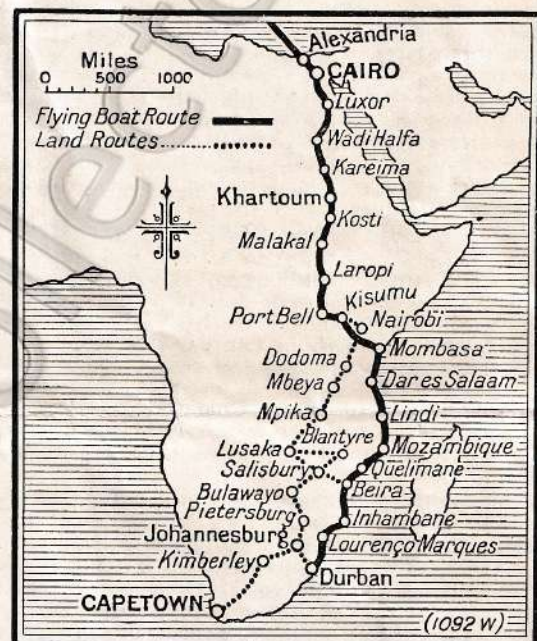 Alexandria
Miles
0 500 1000
CAIRO
Flying Boat Route
Luxor
Land Routes
Wadi Halfa
Kareima
Khartoum
Kosti
Malakal
Laropi
Kisumu
Port Bell
Nairobi
Dodoma
Mombasa
Mbeya
Dar es Salaam
Mpika
Lindi
Blantyre
Lusaka
Mozambique
Salisbury
Quelimane
Bulawayo
Beira
Pietersburg
Inhambane
Johannesburg
Lourenço Marques
Kimberley
Durban
CAPETOWN
(1092 W)